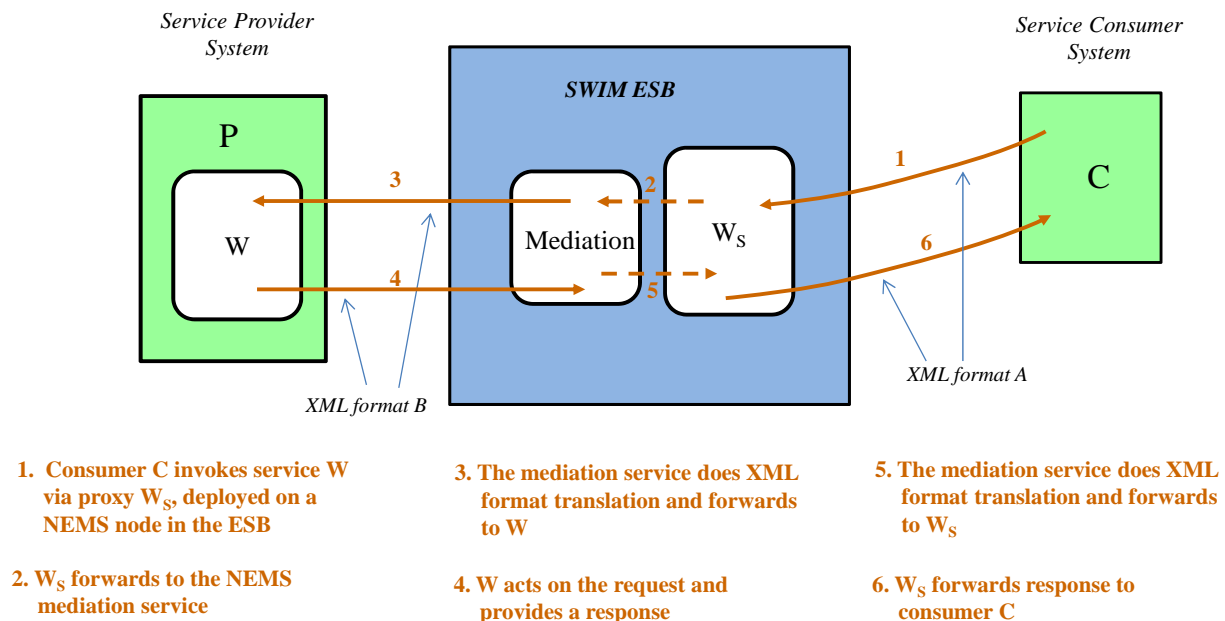 Service Provider
System
Service Consumer
System
SWIM ESB
P
W
Mediation
WS
C
1
2
3
4
5
6
XML format B
XML format A
1. Consumer C invokes service W
via proxy WS, deployed on a
NEMS node in the ESB
2. WS forwards to the NEMS
mediation service
3. The mediation service does XML
format translation and forwards
to W
4. W acts on the request and
provides a response
5. The mediation service does XML
format translation and forwards
to WS
6. WS forwards response to
consumer C